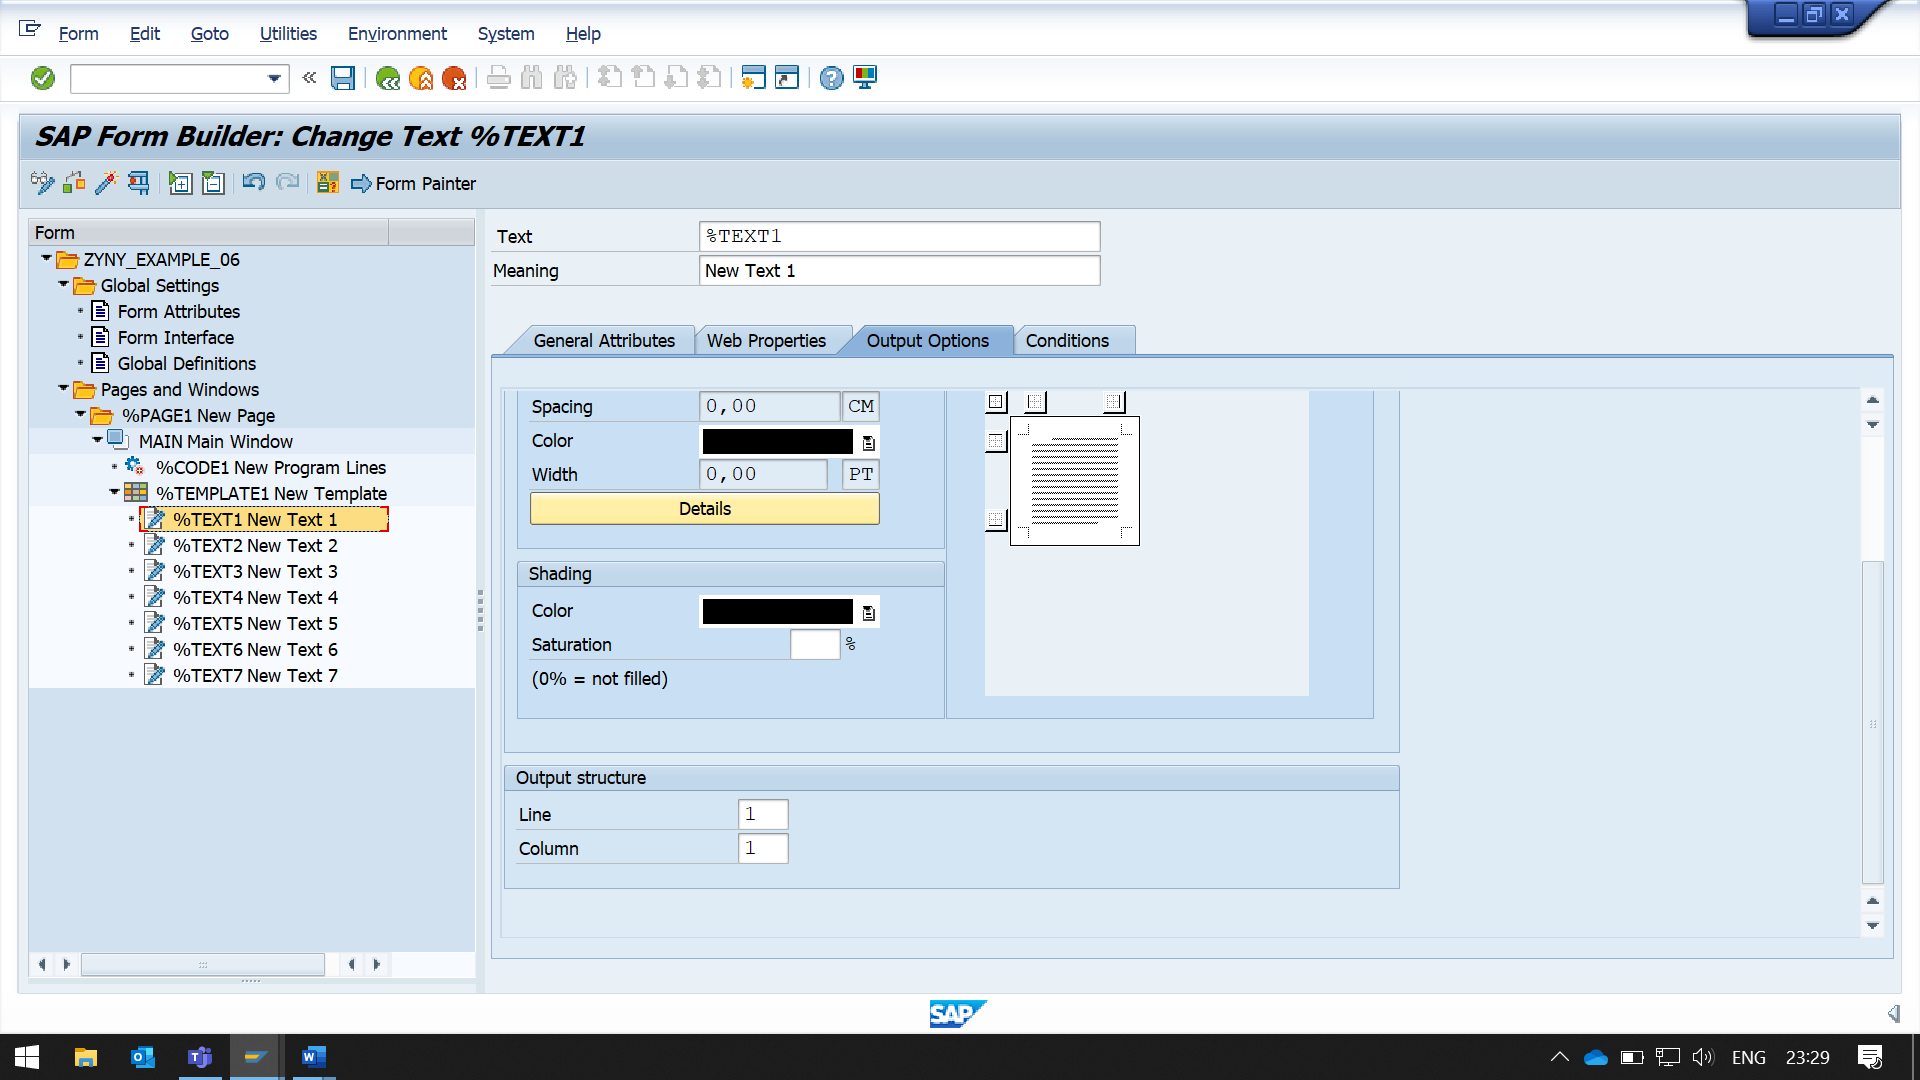 Form Edit Goto Utilities Environment System Help
SAP Form Builder: Change Text %TEXT1
Form Painter
Form
ZYNY_EXAMPLE_06
Global Settings
Form Attributes
Form Interface
Global Definitions
Pages and Windows
%PAGE1 New Page
MAIN Main Window
%CODE1 New Program Lines
%TEMPLATE1 New Template
%TEXT1 New Text 1
%TEXT2 New Text 2
%TEXT3 New Text 3
%TEXT4 New Text 4
%TEXT5 New Text 5
%TEXT6 New Text 6
%TEXT7 New Text 7
Text %TEXT1
Meaning New Text 1
General Attributes Web Properties Output Options Conditions
Spacing 0,00 CM
Color
Width 0,00 PT
Details
Shading
Color
Saturation %
(0% = not filled)
Output structure
Line 1
Column 1
SAP
ENG 23:29